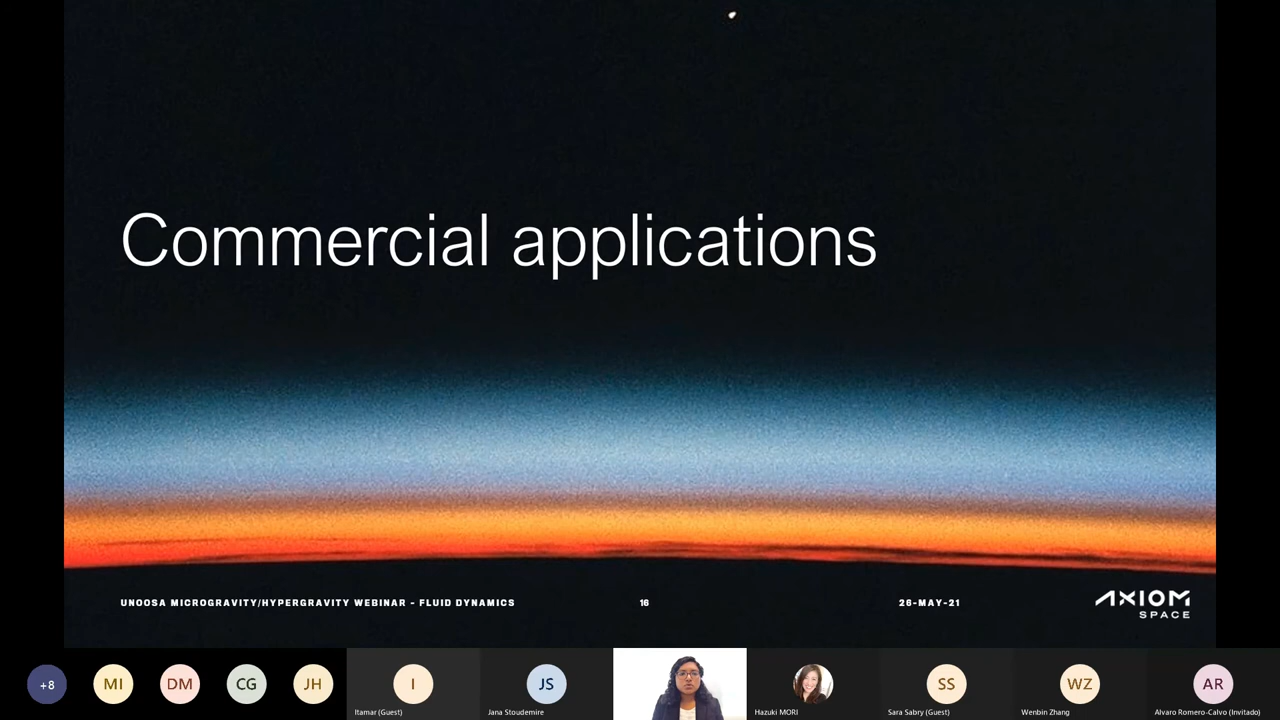 Commercial applications
UNOOSA MICROGRAVITY/HYPERGRAVITY WEBINAR - FLUID DYNAMICS
16
26-MAY-21
AXIOM
SPACE
+8
MI
DM
CG
JH
I
JS
SS
WZ
AR
Itamar (Guest)
Jana Stoudemire
Hazuki MORI
Sara Sabry (Guest)
Wenbin Zhang
Alvaro Romero-Calvo (Invitado)